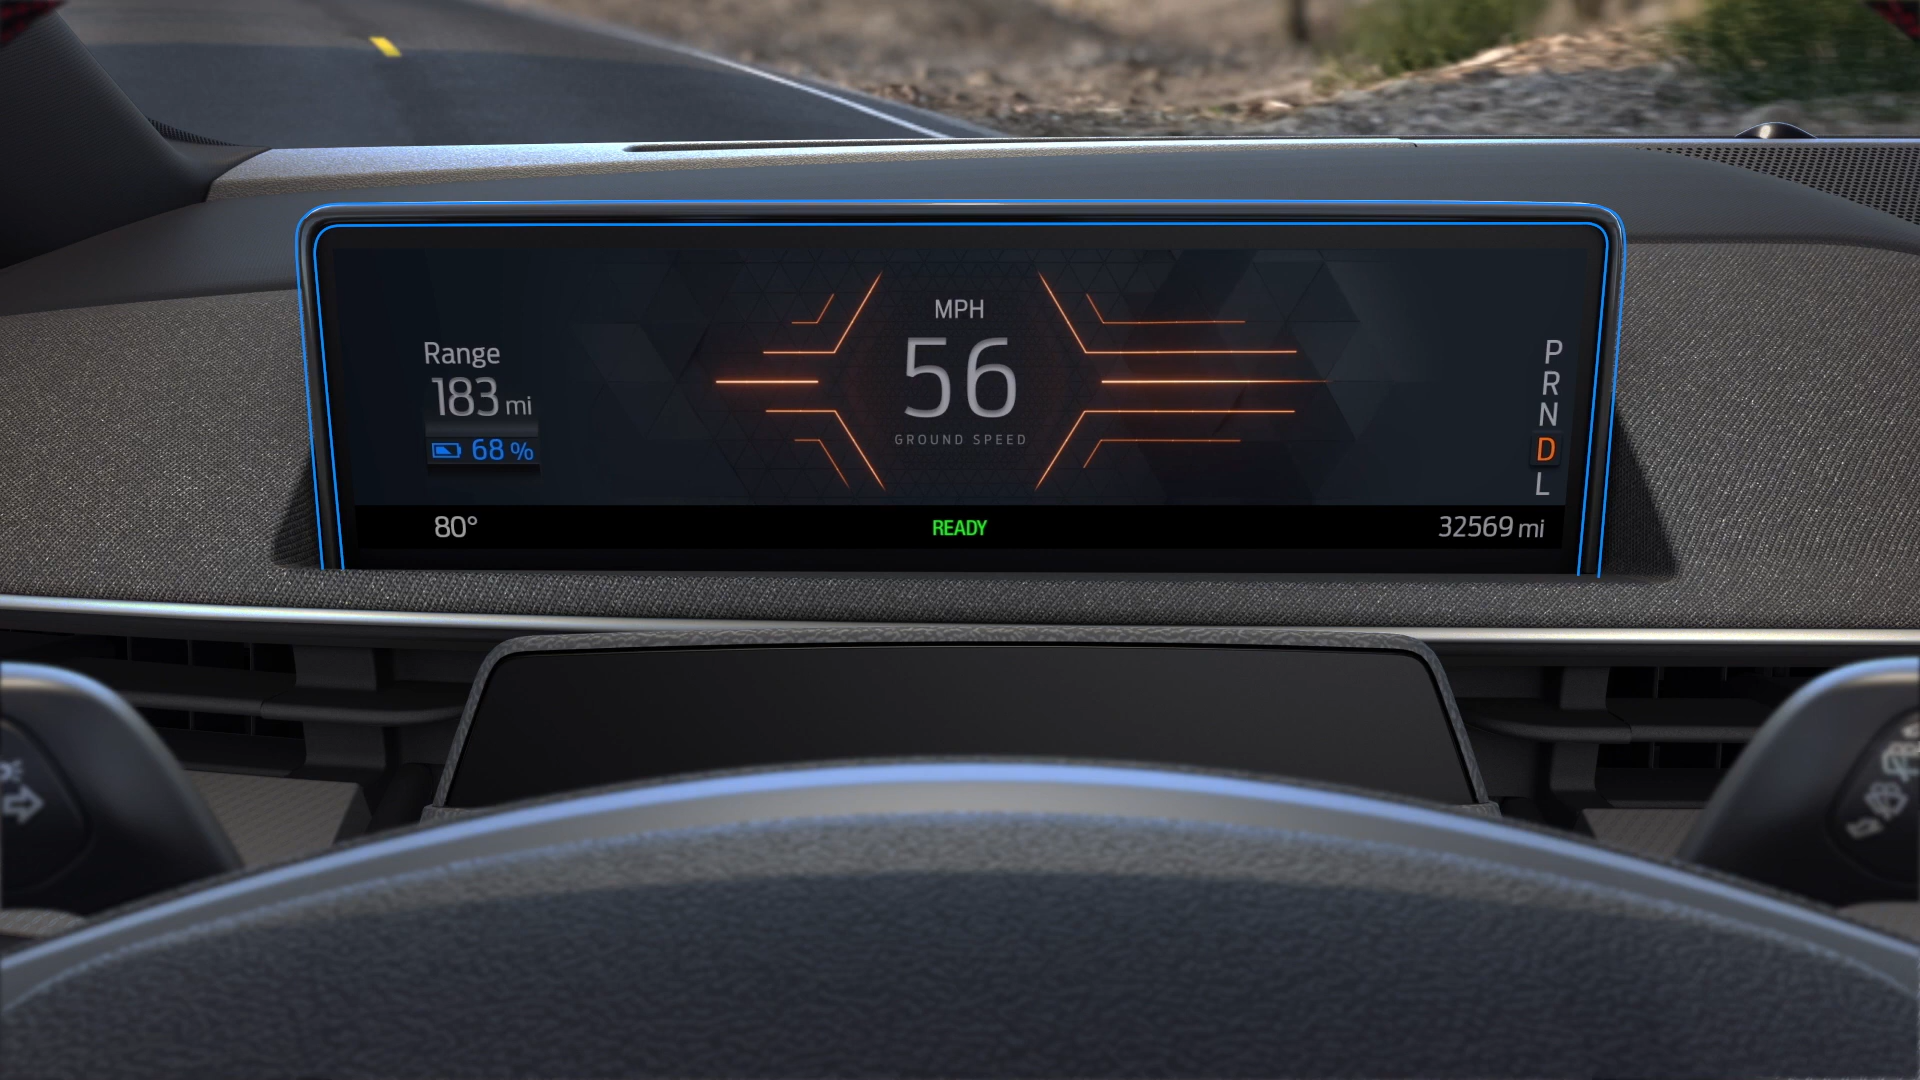 MPH
56
GROUND SPEED
Range
183 mi
68 %
P
R
N
D
L
80°
READY
32569 mi